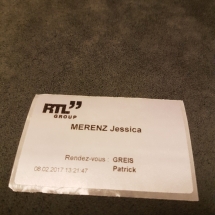 RTL"
GROUP
MERENZ Jessica
Rendez-vous : GREIS
08.02.2017 13:21:47 Patrick